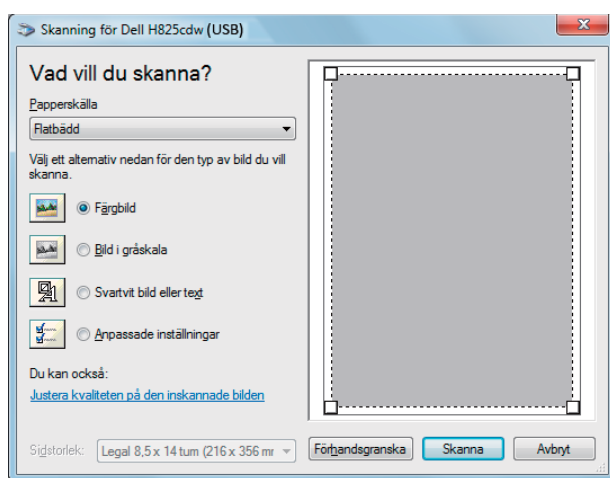 Skanning för Dell H825cdw (USB)
Vad vill du skanna?
Papperskälla
Flatbädd
Välj ett alternativ nedan för den typ av bild du vill
skanna.
Färgbild
Bild i gråskala
Svartvit bild eller text
Anpassade inställningar
Du kan också:
Justera kvaliteten på den inskannade bilden
Sidstorlek:
Legal 8,5 x 14 tum (216 x 356 mr
Förhandsgranska
Skanna
Avbryt